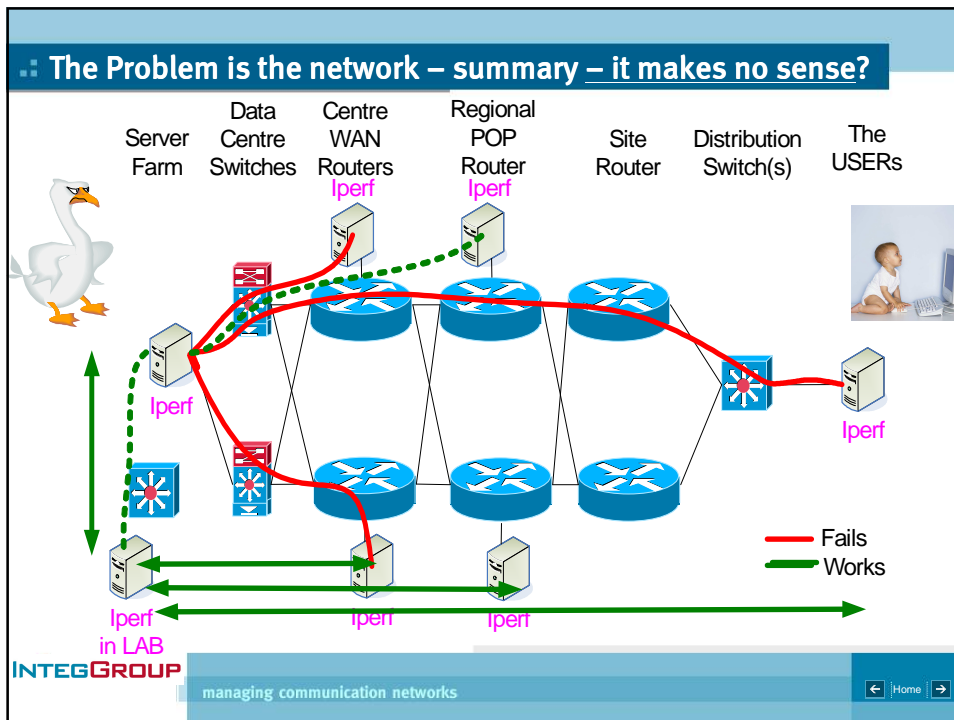 The Problem is the network – summary – it makes no sense?
Server
Farm
Data
Centre
Switches
Centre
WAN
Routers
Iperf
Regional
POP
Router
Iperf
Site
Router
Distribution
Switch(s)
The
USERs
Iperf
Iperf
Fails
Works
Iperf
in LAB
Iperf
Iperf
INTEGGROUP
managing communication networks
Home